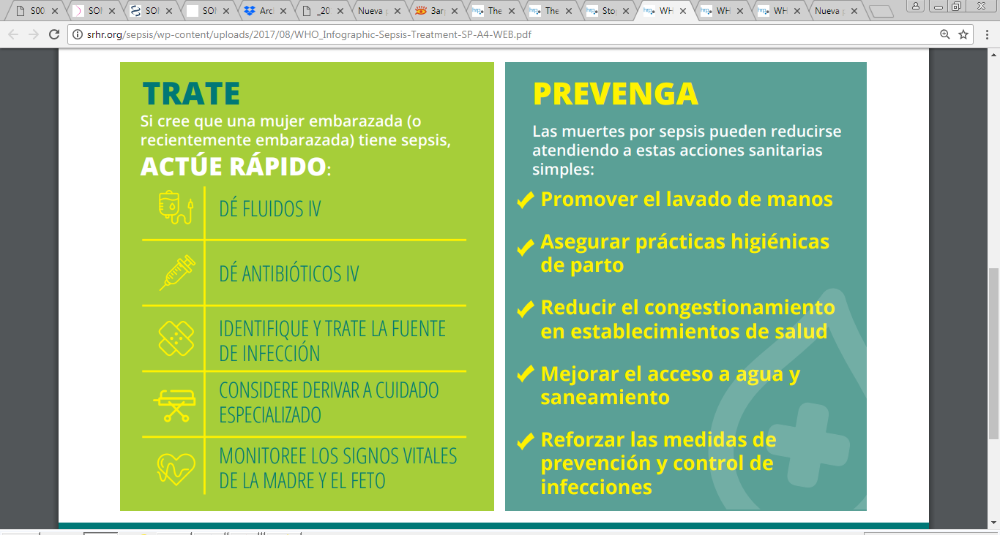 S00
SOI
SOI
SOI
Arc
_20
Nueva p
3ar
The
The
Sto
WH
WH
WH
Nueva p
srhr.org/sepsis/wp-content/uploads/2017/08/WHO_Infographic-Sepsis-Treatment-SP-A4-WEB.pdf
TRATE
Si cree que una mujer embarazada (o
recientemente embarazada) tiene sepsis,
ACTÚE RÁPIDO:
DÉ FLUIDOS IV
DÉ ANTIBIÓTICOS IV
IDENTIFIQUE Y TRATE LA FUENTE
DE INFECCIÓN
CONSIDERE DERIVAR A CUIDADO
ESPECIALIZADO
MONITOREE LOS SIGNOS VITALES
DE LA MADRE Y EL FETO
PREVENGA
Las muertes por sepsis pueden reducirse
atendiendo a estas acciones sanitarias
simples:
Promover el lavado de manos
Asegurar prácticas higiénicas
de parto
Reducir el congestionamiento
en establecimientos de salud
Mejorar el acceso a agua y
saneamiento
Reforzar las medidas de
prevención y control de
infecciones